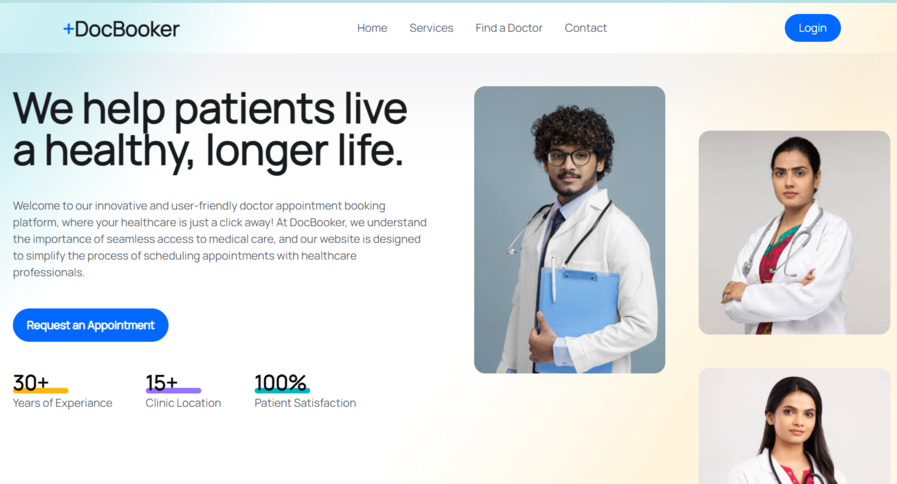 +DocBooker
Home
Services
Find a Doctor
Contact
Login
We help patients live
a healthy, longer life.
Welcome to our innovative and user-friendly doctor appointment booking
platform, where your healthcare is just a click away! At DocBooker, we understand
the importance of seamless access to medical care, and our website is designed
to simplify the process of scheduling appointments with healthcare
professionals.
Request an Appointment
30+
Years of Experiance
15+
Clinic Location
100%
Patient Satisfaction